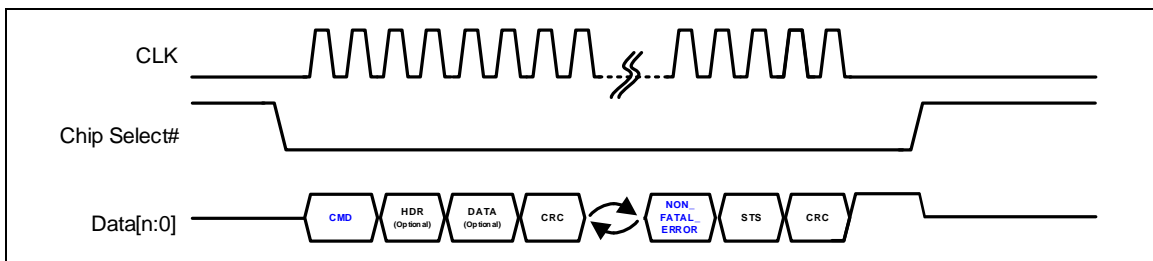 CLK
Chip Select#
Data[n:0]
CMD
HDR
(Optional)
DATA
(Optional)
CRC
NON_
FATAL_
ERROR
STS
CRC